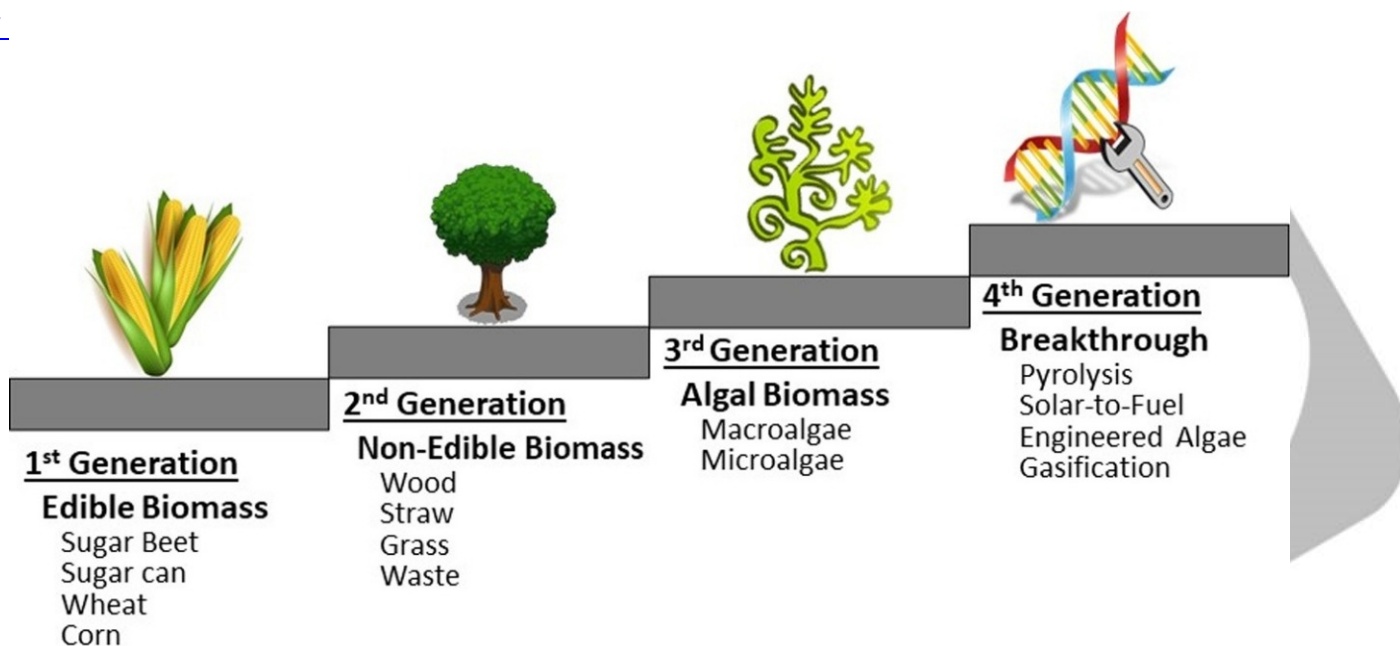 1st Generation
Edible Biomass
Sugar Beet
Sugar can
Wheat
Corn
2nd Generation
Non-Edible Biomass
Wood
Straw
Grass
Waste
3rd Generation
Algal Biomass
Macroalgae
Microalgae
4th Generation
Breakthrough
Pyrolysis
Solar-to-Fuel
Engineered Algae
Gasification